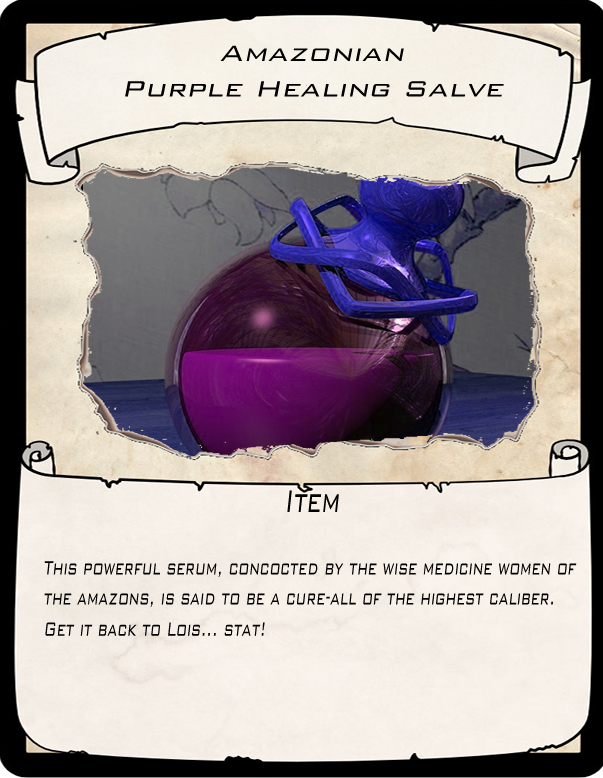 Amazonian
Purple Healing Salve
Item
This powerful serum, concocted by the wise medicine women of
the amazons, is said to be a cure-all of the highest caliber.
Get it back to Lois... stat!